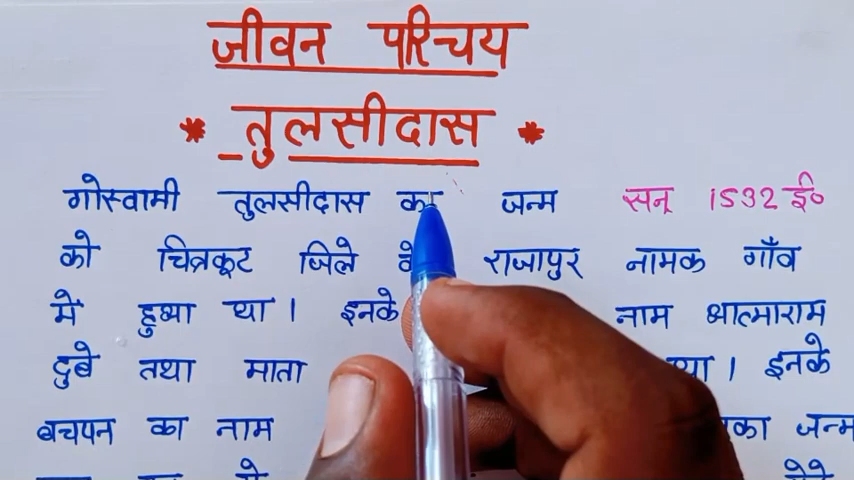 जीवन परिचय
* तुलसीदास *
गोस्वामी तुलसीदास का जन्म सन् 1532 ई०
को चित्रकूट जिले के राजापुर नामक गाँव
में हुआ था। इनके नाम आत्माराम
दुबे तथा माता था। इनके
बचपन का नाम जन्म